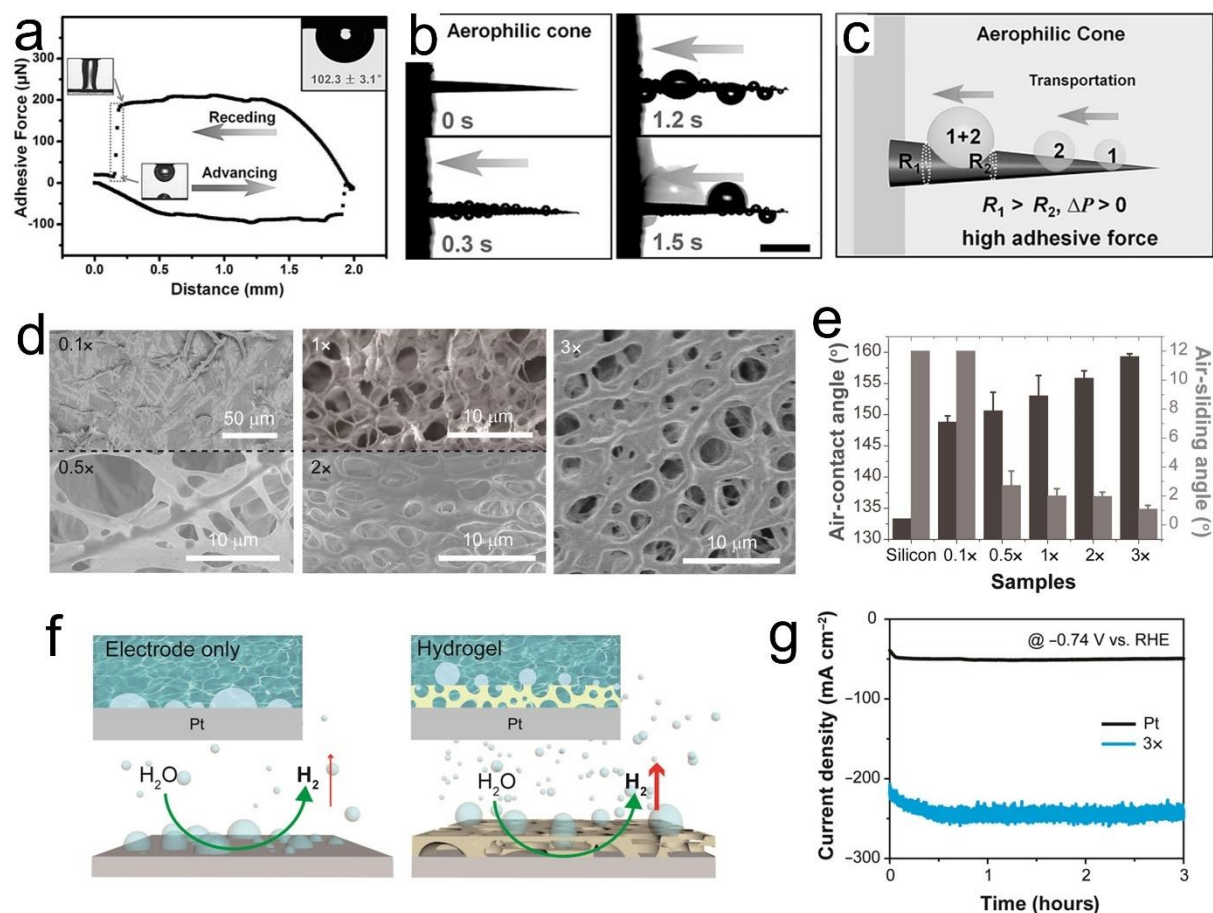 a
Adhesive Force (µN)
300
200
100
0
-100
102.3 ± 3.1°
Receding
Advancing
0.0
0.5
1.0
1.5
2.0
Distance (mm)
b
Aerophilic cone
0 s
1.2 s
0.3 s
1.5 s
c
Aerophilic Cone
Transportation
1+2
2
1
R₁
R₂
R₁ > R₂, ΔP > 0
high adhesive force
d
0.1×
50 µm
0.5×
10 µm
1×
10 µm
2×
10 µm
3×
10 µm
e
Air-contact angle (°)
160
155
150
145
140
135
130
12
10
8
6
4
2
0
Air-sliding angle (°)
Silicon
0.1×
0.5×
1×
2×
3×
Samples
f
Electrode only
Pt
H₂O
H₂
Hydrogel
Pt
H₂O
H₂
g
Current density (mA cm⁻²)
0
−50
−100
−150
−200
−250
−300
@ −0.74 V vs. RHE
Pt
3×
0
1
2
3
Time (hours)